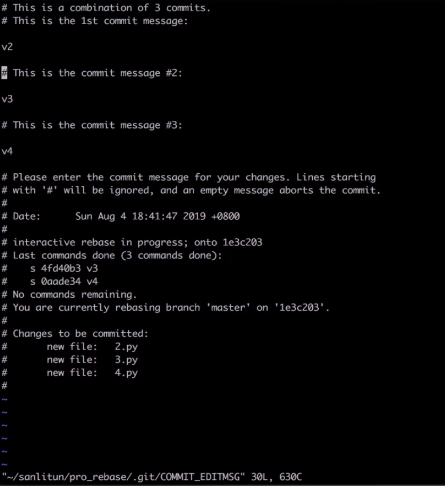 # This is a combination of 3 commits.
# This is the 1st commit message:
v2
# This is the commit message #2:
v3
# This is the commit message #3:
v4
# Please enter the commit message for your changes. Lines starting
# with '#' will be ignored, and an empty message aborts the commit.
#
# Date:      Sun Aug 4 18:41:47 2019 +0800
#
# interactive rebase in progress; onto 1e3c203
# Last commands done (3 commands done):
#    s 4fd40b3 v3
#    s 0aade34 v4
# No commands remaining.
# You are currently rebasing branch 'master' on '1e3c203'.
#
# Changes to be committed:
#       new file:   2.py
#       new file:   3.py
#       new file:   4.py
#
~
~
~
~
~
~
"~/sanlitun/pro_rebase/.git/COMMIT_EDITMSG" 30L, 630C